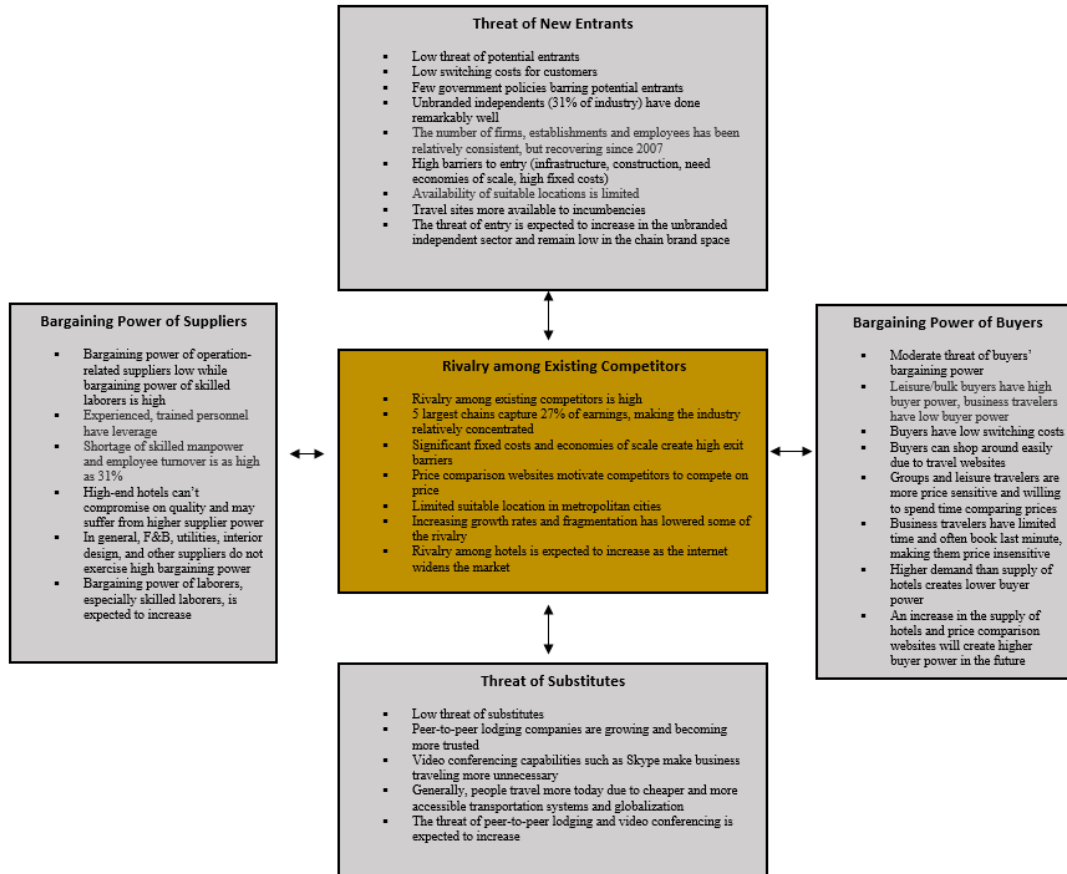 Threat of New Entrants
▪ Low threat of potential entrants
▪ Low switching costs for customers
▪ Few government policies barring potential entrants
▪ Unbranded independents (31% of industry) have done
remarkably well
▪ The number of firms, establishments and employees has been
relatively consistent, but recovering since 2007
▪ High barriers to entry (infrastructure, construction, need
economies of scale, high fixed costs)
▪ Availability of suitable locations is limited
▪ Travel sites more available to incumbencies
▪ The threat of entry is expected to increase in the unbranded
independent sector and remain low in the chain brand space
Bargaining Power of Suppliers
▪ Bargaining power of operation-
related suppliers low while
bargaining power of skilled
laborers is high
▪ Experienced, trained personnel
have leverage
▪ Shortage of skilled manpower
and employee turnover is as high
as 31%
▪ High-end hotels can't
compromise on quality and may
suffer from higher supplier power
▪ In general, F&B, utilities, interior
design, and other suppliers do not
exercise high bargaining power
▪ Bargaining power of laborers,
especially skilled laborers, is
expected to increase
Rivalry among Existing Competitors
▪ Rivalry among existing competitors is high
▪ 5 largest chains capture 27% of earnings, making the industry
relatively concentrated
▪ Significant fixed costs and economies of scale create high exit
barriers
▪ Price comparison websites motivate competitors to compete on
price
▪ Limited suitable location in metropolitan cities
▪ Increasing growth rates and fragmentation has lowered some of
the rivalry
▪ Rivalry among hotels is expected to increase as the internet
widens the market
Bargaining Power of Buyers
▪ Moderate threat of buyers'
bargaining power
▪ Leisure/bulk buyers have high
buyer power, business travelers
have low buyer power
▪ Buyers have low switching costs
▪ Buyers can shop around easily
due to travel websites
▪ Groups and leisure travelers are
more price sensitive and willing
to spend time comparing prices
▪ Business travelers have limited
time and often book last minute,
making them price insensitive
▪ Higher demand than supply of
hotels creates lower buyer
power
▪ An increase in the supply of
hotels and price comparison
websites will create higher
buyer power in the future
Threat of Substitutes
▪ Low threat of substitutes
▪ Peer-to-peer lodging companies are growing and becoming
more trusted
▪ Video conferencing capabilities such as Skype make business
traveling more unnecessary
▪ Generally, people travel more today due to cheaper and more
accessible transportation systems and globalization
▪ The threat of peer-to-peer lodging and video conferencing is
expected to increase